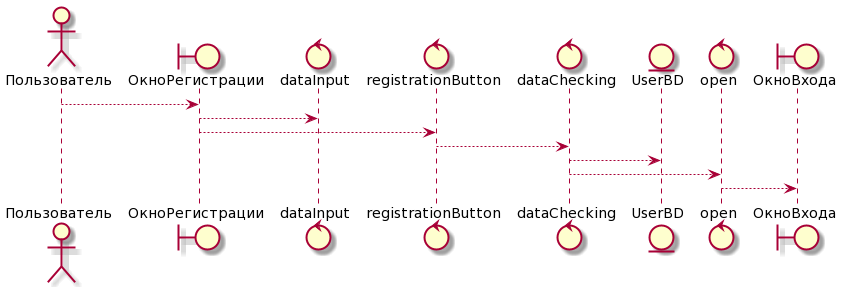 Пользователь ОкноРегистрации dataInput registrationButton dataChecking UserBD open ОкноВхода
Пользователь ОкноРегистрации dataInput registrationButton dataChecking UserBD open ОкноВхода